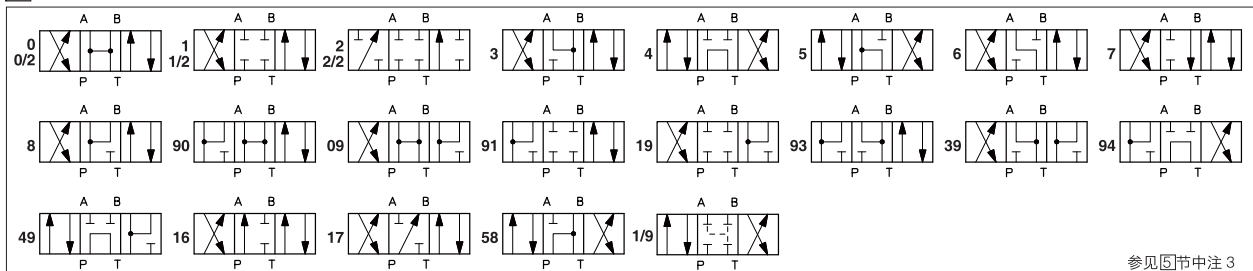 A B A B A B A B A B A B A B A B
0 1 2 3 4 5 6 7
0/2 1/2 2/2
P T P T P T P T P T P T P T P T
A B A B A B A B A B A B A B A B
8 90 09 91 19 93 39 94
P T P T P T P T P T P T P T P T
A B A B A B A B A B
49 16 17 58 1/9
P T P T P T P T P T
参见5节中注 3